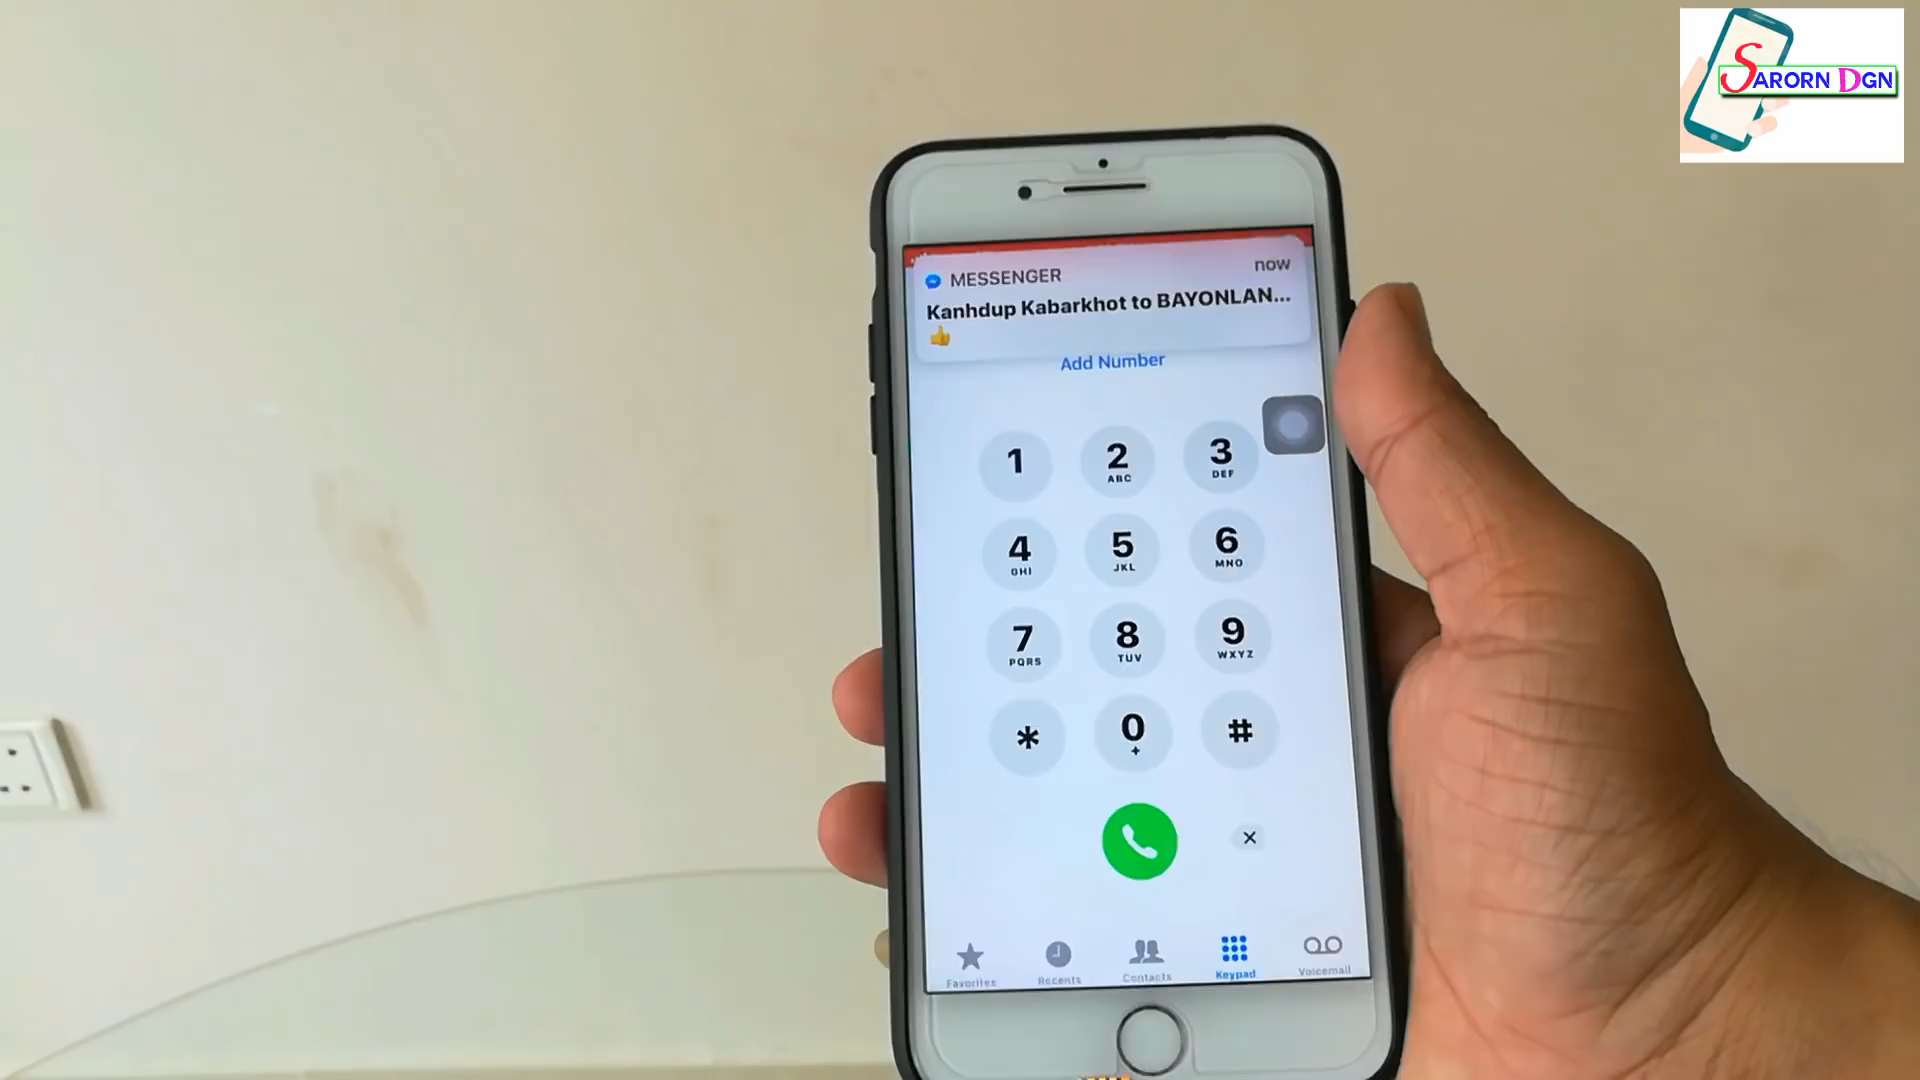 SARORN DGN
MESSENGER
now
Kanhdup Kabarkhot to BAYONLAN...
👍
Add Number
1
2
ABC
3
DEF
4
GHI
5
JKL
6
MNO
7
PQRS
8
TUV
9
WXYZ
*
0
+
#
Favorites
Recents
Contacts
Keypad
Voicemail